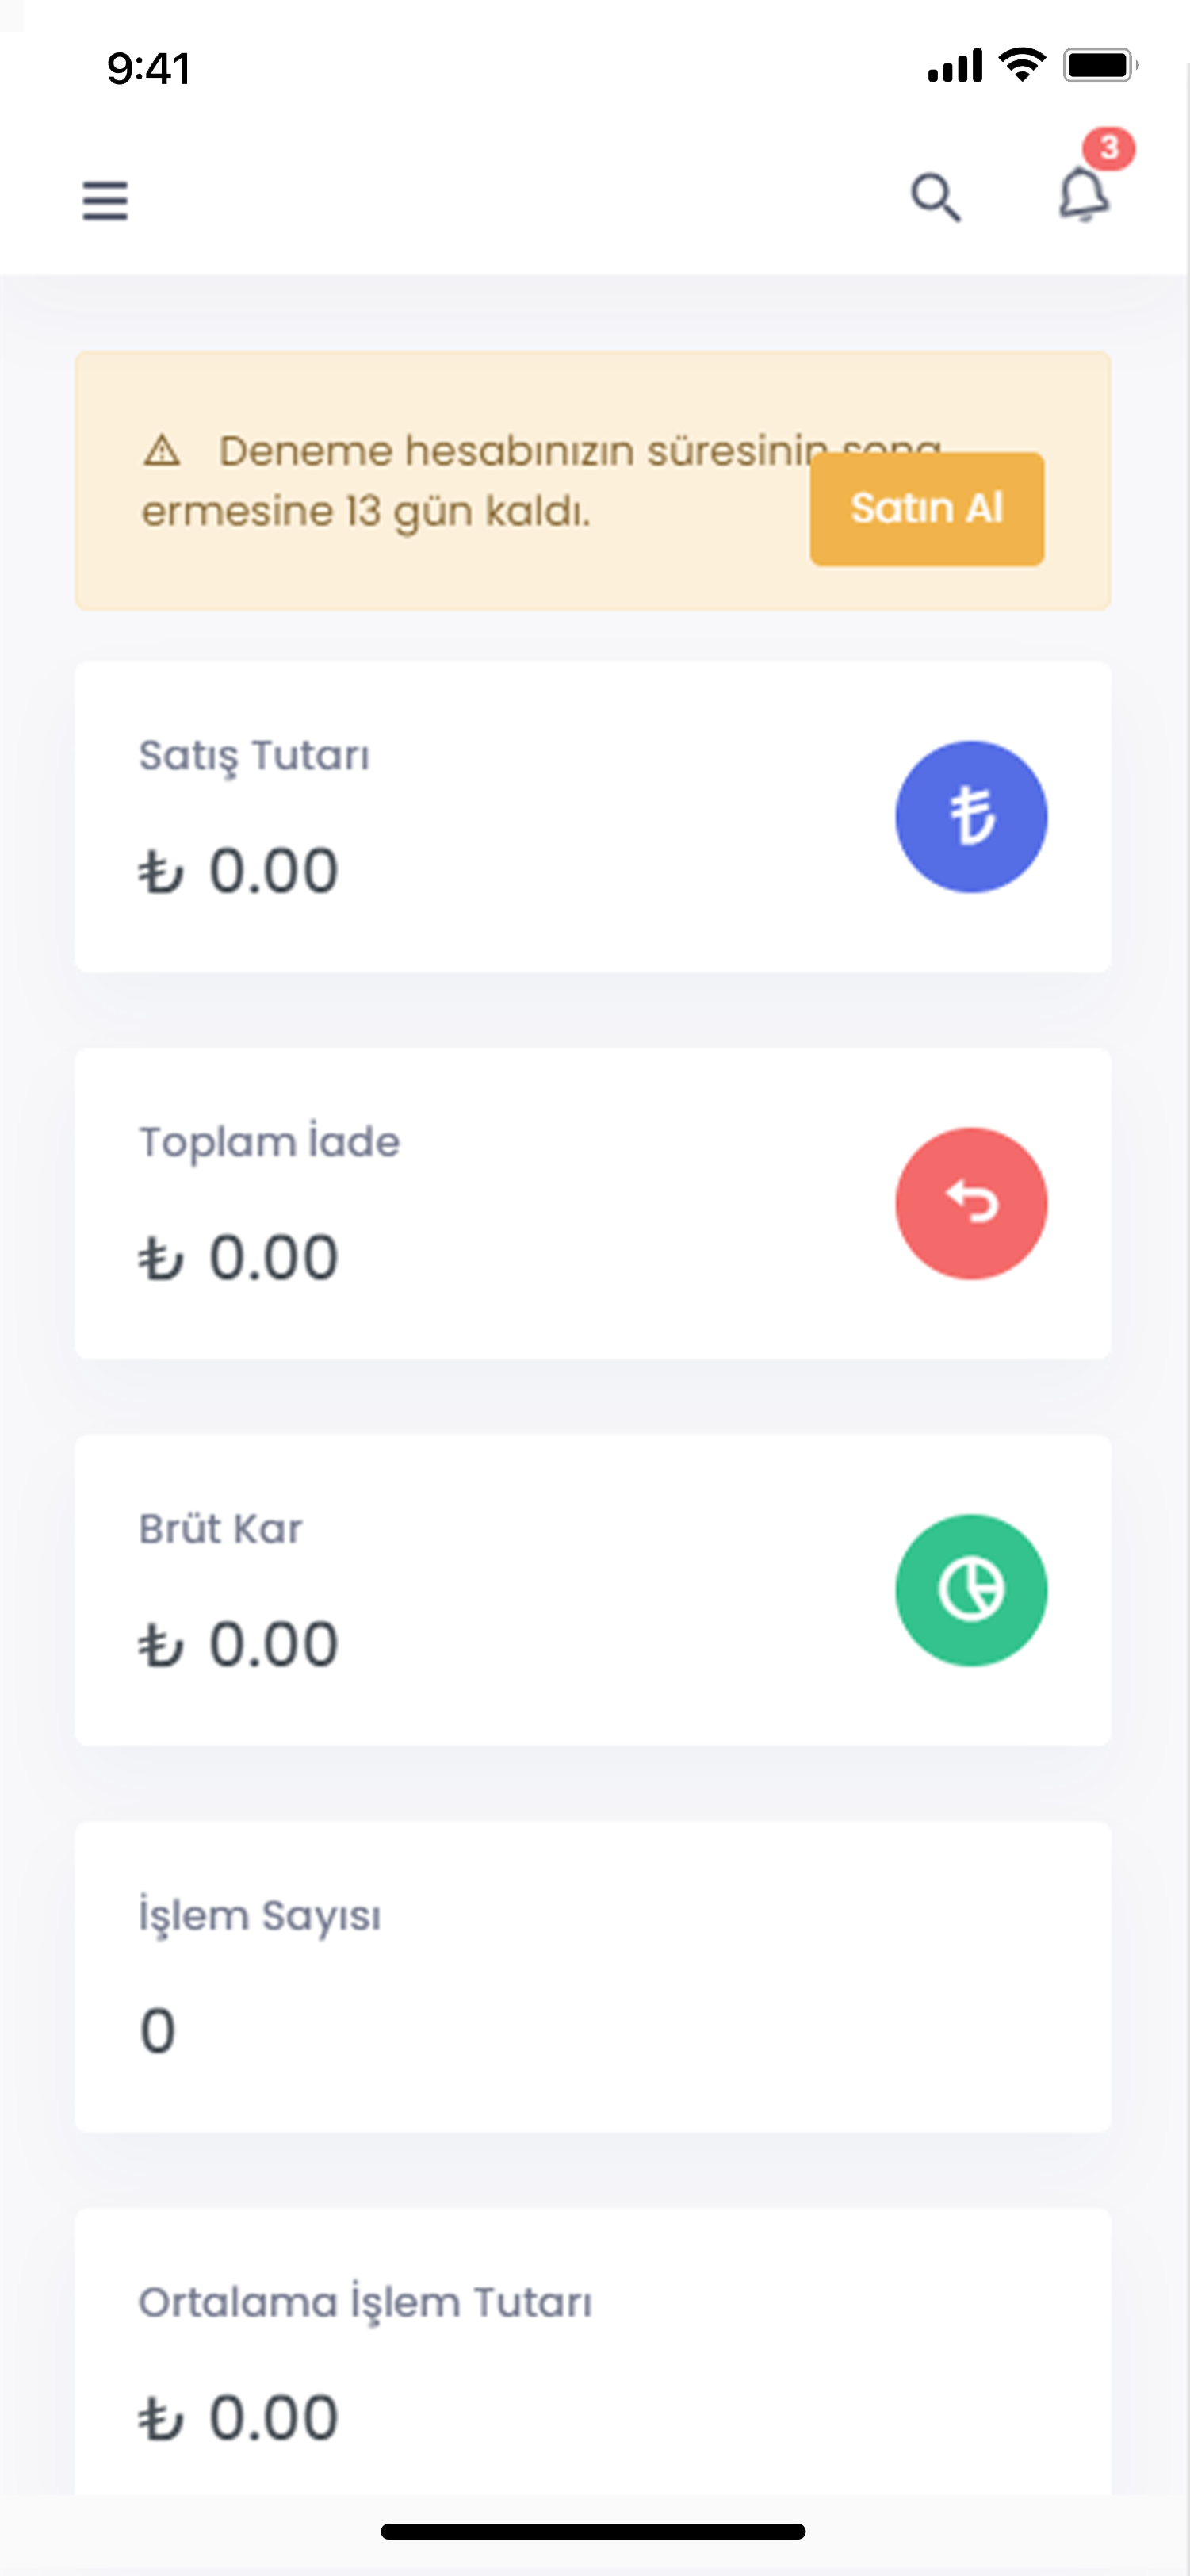 9:41
3
Deneme hesabınızın süresinin sona
ermesine 13 gün kaldı.
Satın Al
Satış Tutarı
₺ 0.00
Toplam İade
₺ 0.00
Brüt Kar
₺ 0.00
İşlem Sayısı
0
Ortalama İşlem Tutarı
₺ 0.00